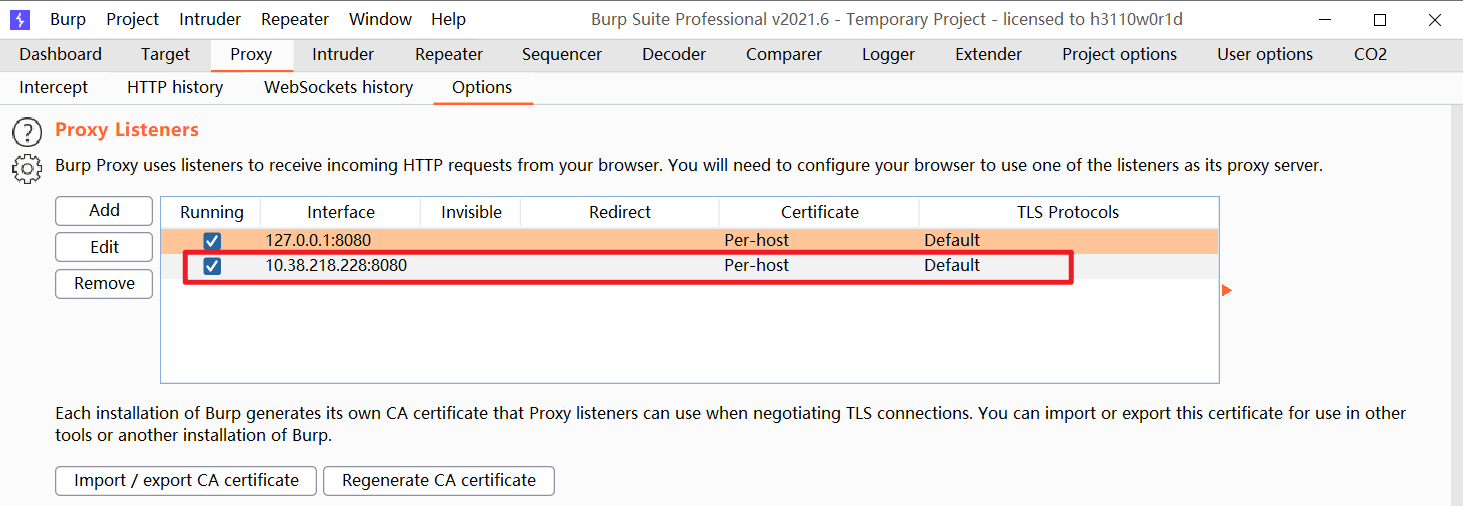 Burp Project Intruder Repeater Window Help Burp Suite Professional v2021.6 - Temporary Project - licensed to h3110w0r1d
Dashboard Target Proxy Intruder Repeater Sequencer Decoder Comparer Logger Extender Project options User options CO2
Intercept HTTP history WebSockets history Options
? Proxy Listeners
Burp Proxy uses listeners to receive incoming HTTP requests from your browser. You will need to configure your browser to use one of the listeners as its proxy server.
Add Running Interface Invisible Redirect Certificate TLS Protocols
127.0.0.1:8080 Per-host Default
Edit
10.38.218.228:8080 Per-host Default
Remove
Each installation of Burp generates its own CA certificate that Proxy listeners can use when negotiating TLS connections. You can import or export this certificate for use in other
tools or another installation of Burp.
Import / export CA certificate Regenerate CA certificate